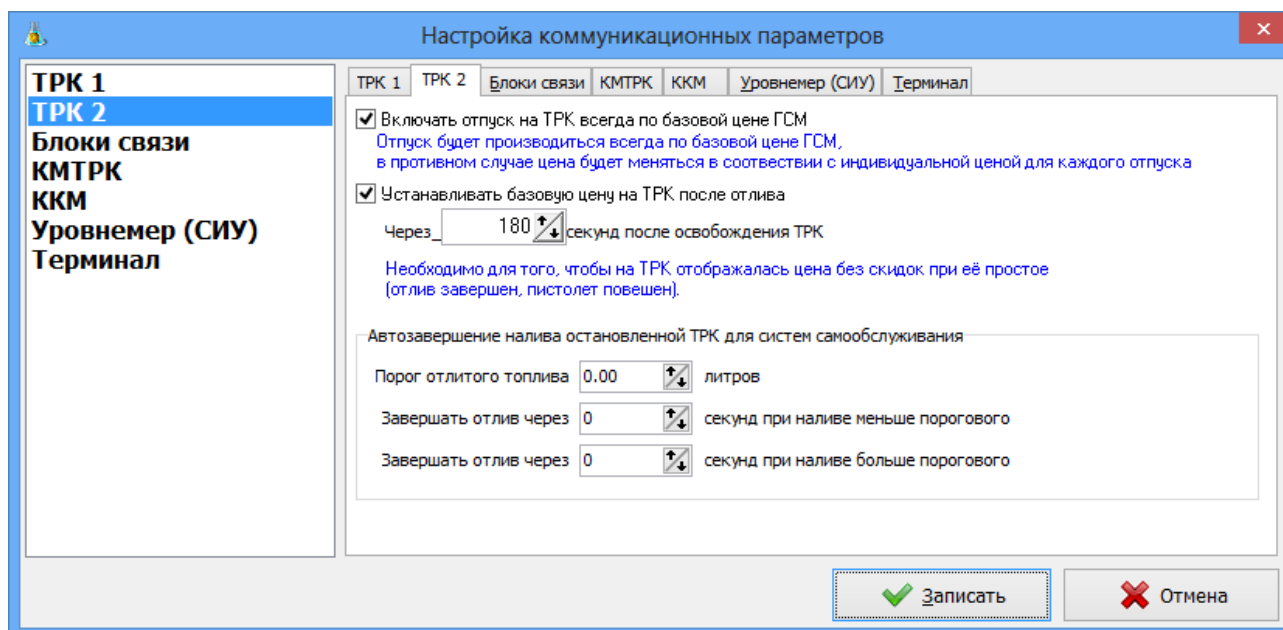 Настройка коммуникационных параметров
ТРК 1
ТРК 2
Блоки связи
КМТРК
ККМ
Уровнемер (СИУ)
Терминал
ТРК 1 ТРК 2 Блоки связи КМТРК ККМ Уровнемер (СИУ) Терминал
Включать отпуск на ТРК всегда по базовой цене ГСМ
Отпуск будет производиться всегда по базовой цене ГСМ,
в противном случае цена будет меняться в соотвествии с индивидуальной ценой для каждого отпуска
Устанавливать базовую цену на ТРК после отлива
Через_ 180 секунд после освобождения ТРК
Необходимо для того, чтобы на ТРК отображалась цена без скидок при её простое
(отлив завершен, пистолет повешен).
Автозавершение налива остановленной ТРК для систем самообслуживания
Порог отлитого топлива 0.00 литров
Завершать отлив через 0 секунд при наливе меньше порогового
Завершать отлив через 0 секунд при наливе больше порогового
Записать Отмена